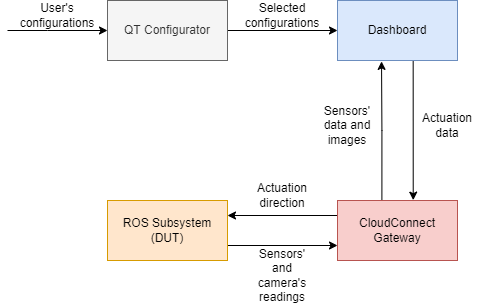 User's
configurations
QT Configurator
Selected
configurations
Dashboard
Sensors'
data and
images
Actuation
data
Actuation
direction
ROS Subsystem
(DUT)
CloudConnect
Gateway
Sensors'
and
camera's
readings